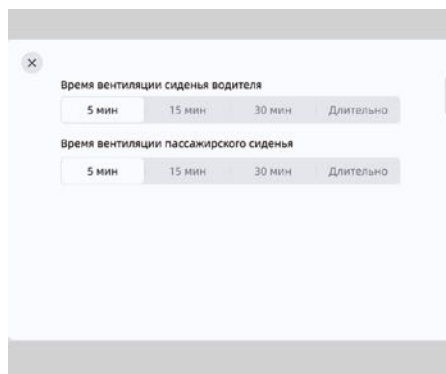 Время вентиляции сиденья водителя
5 мин 15 мин 30 мин Длительно
Время вентиляции пассажирского сиденья
5 мин 15 мин 30 мин Длительно